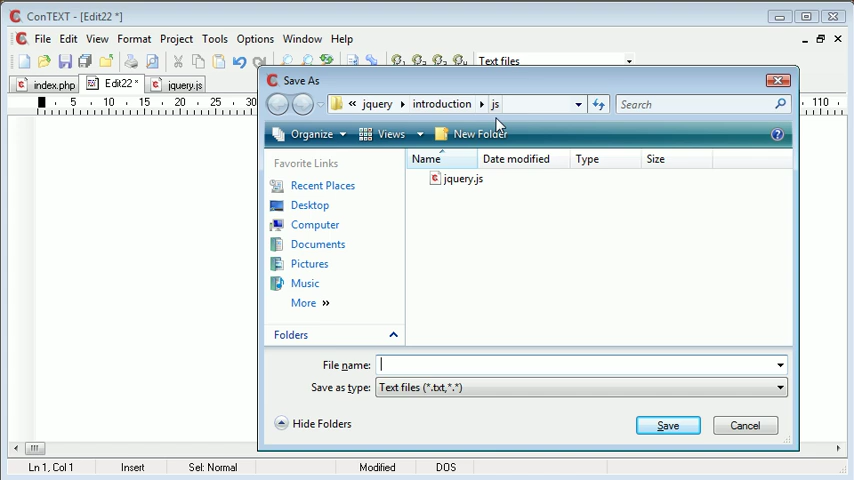 ConTEXT - [Edit22 *]
File Edit View Format Project Tools Options Window Help
Text files
index.php Edit22 * jquery.js
Save As
« jquery introduction js Search
Organize Views New Folder
Favorite Links
Name Date modified Type Size
Recent Places
Desktop
Computer
Documents
Pictures
Music
More »
Folders
jquery.js
File name:
Save as type: Text files (*.txt,*.*)
Hide Folders Save Cancel
Ln 1, Col 1 Insert Sel: Normal Modified DOS
0 5 10 15 20 25 30 110